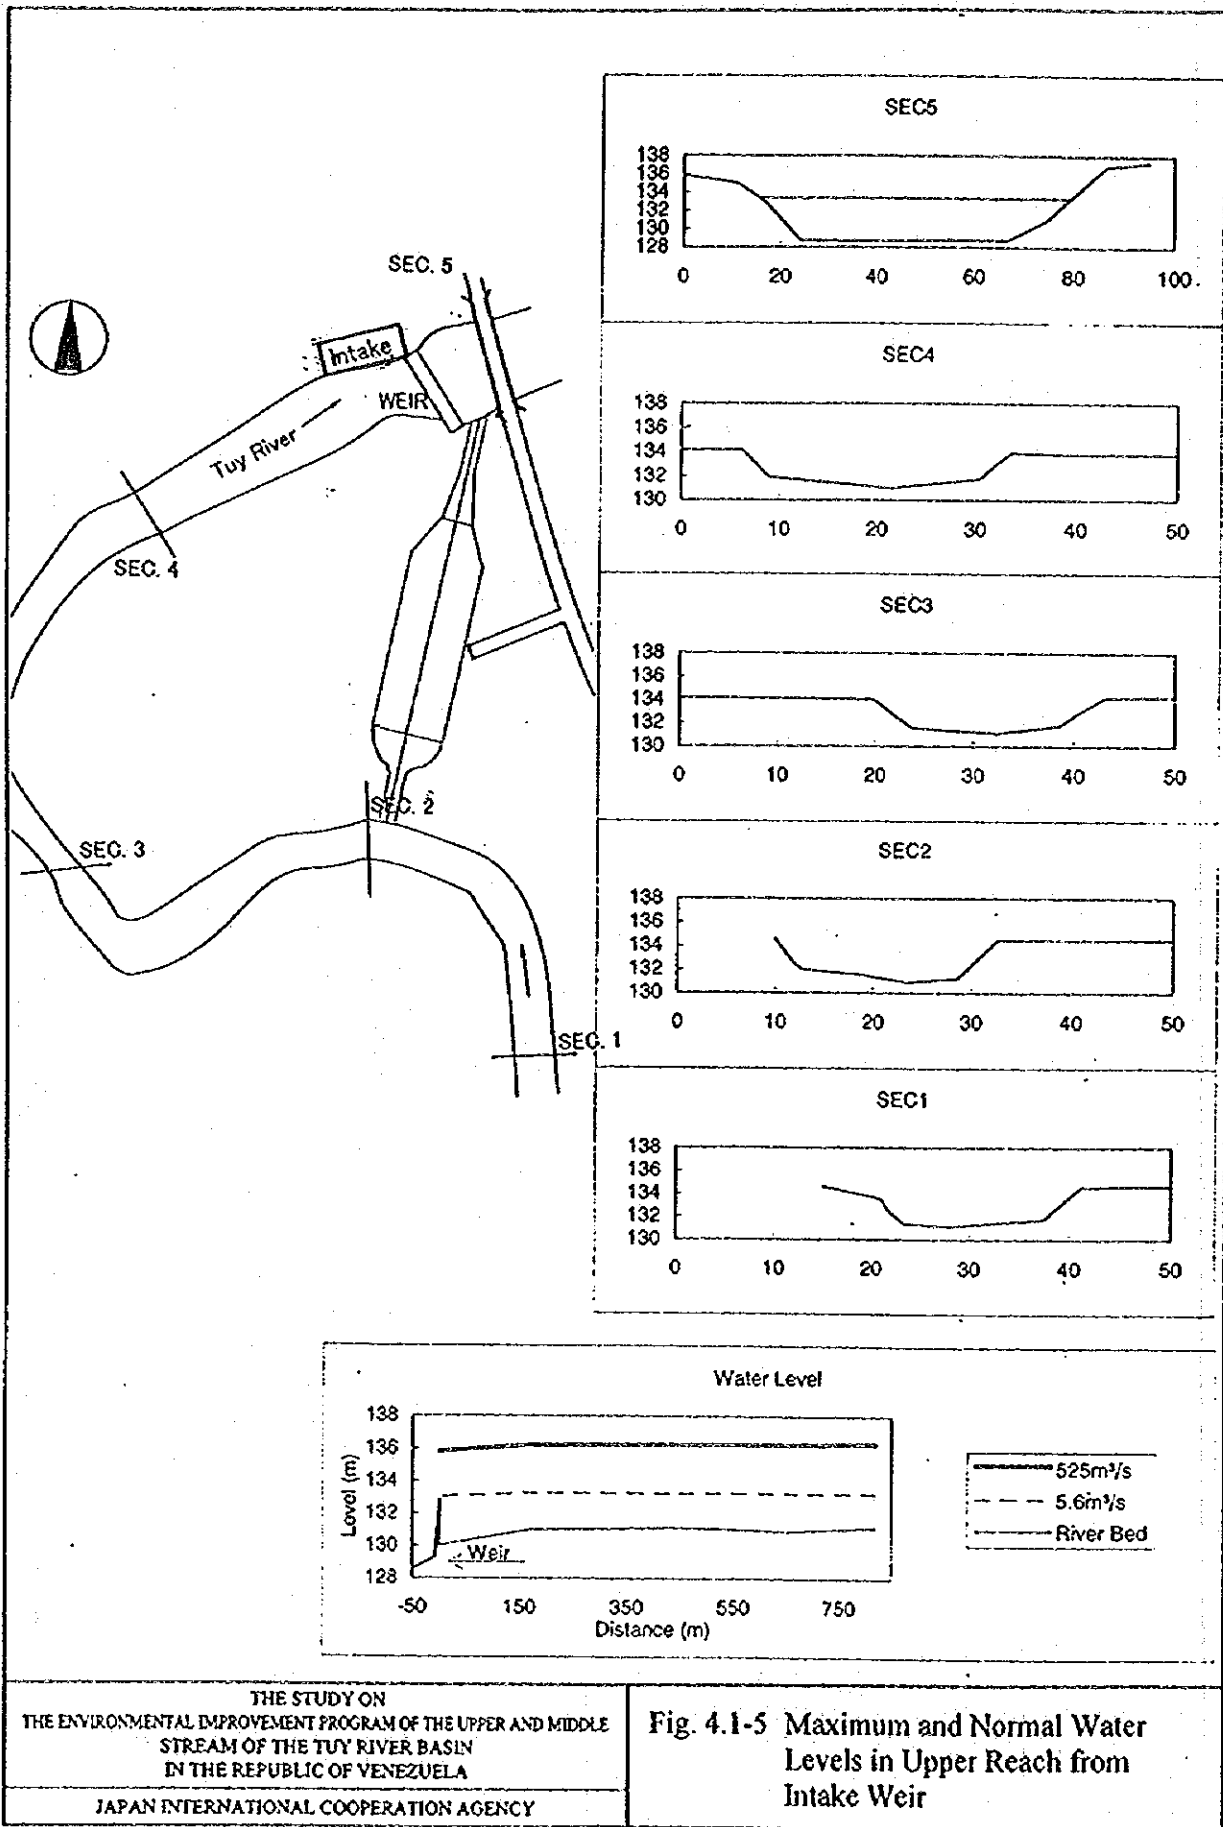 SEC5
138
136
134
132
130
128
0 20 40 60 80 100
SEC. 5
Intake
WEIR
Tuy River
SEC. 4
SEC4
138
136
134
132
130
0 10 20 30 40 50
SEC3
138
136
134
132
130
0 10 20 30 40 50
SEC. 2
SEC. 3
SEC2
138
136
134
132
130
0 10 20 30 40 50
SEC. 1
SEC1
138
136
134
132
130
0 10 20 30 40 50
Water Level
Level (m)
138
136
134
132
130
128
Weir
-50 150 350 550 750
Distance (m)
525m³/s
5.6m³/s
River Bed
THE STUDY ON
THE ENVIRONMENTAL IMPROVEMENT PROGRAM OF THE UPPER AND MIDDLE
STREAM OF THE TUY RIVER BASIN
IN THE REPUBLIC OF VENEZUELA
JAPAN INTERNATIONAL COOPERATION AGENCY
Fig. 4.1-5 Maximum and Normal Water
Levels in Upper Reach from
Intake Weir